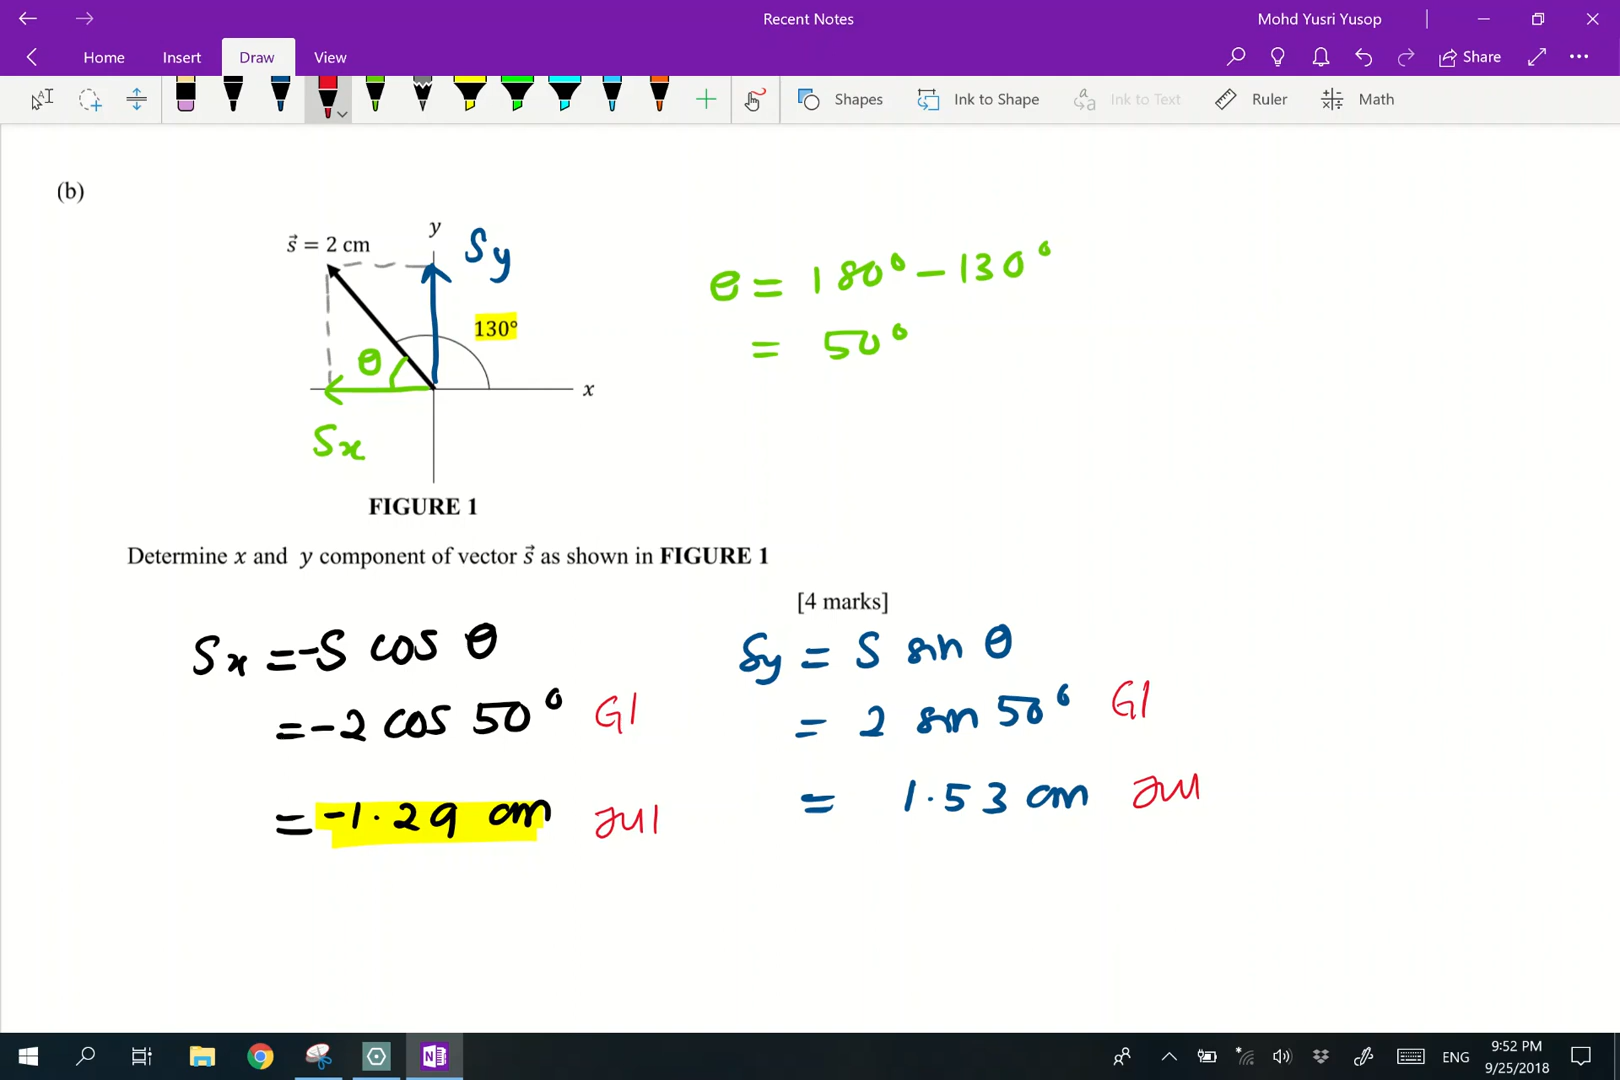 Recent Notes
Mohd Yusri Yusop
Home Insert Draw View
Share
Shapes Ink to Shape Ink to Text Ruler Math
(b)
s⃗ = 2 cm
y
Sy
130°
θ
x
Sx
θ = 180° − 130°
= 50°
FIGURE 1
Determine x and y component of vector s⃗ as shown in FIGURE 1
[4 marks]
Sx = -S cos θ
= -2 cos 50° G1
= -1.29 cm JU1
Sy = S sin θ
= 2 sin 50° G1
= 1.53 cm JU1
ENG
9:52 PM
9/25/2018